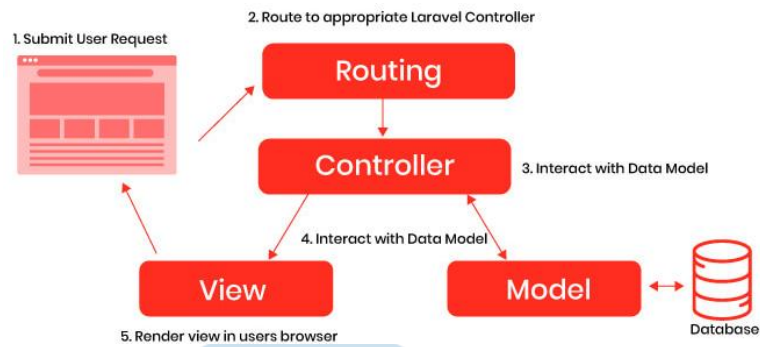 2. Route to appropriate Laravel Controller
1. Submit User Request
Routing
Controller
3. Interact with Data Model
4. Interact with Data Model
View
Model
Database
5. Render view in users browser